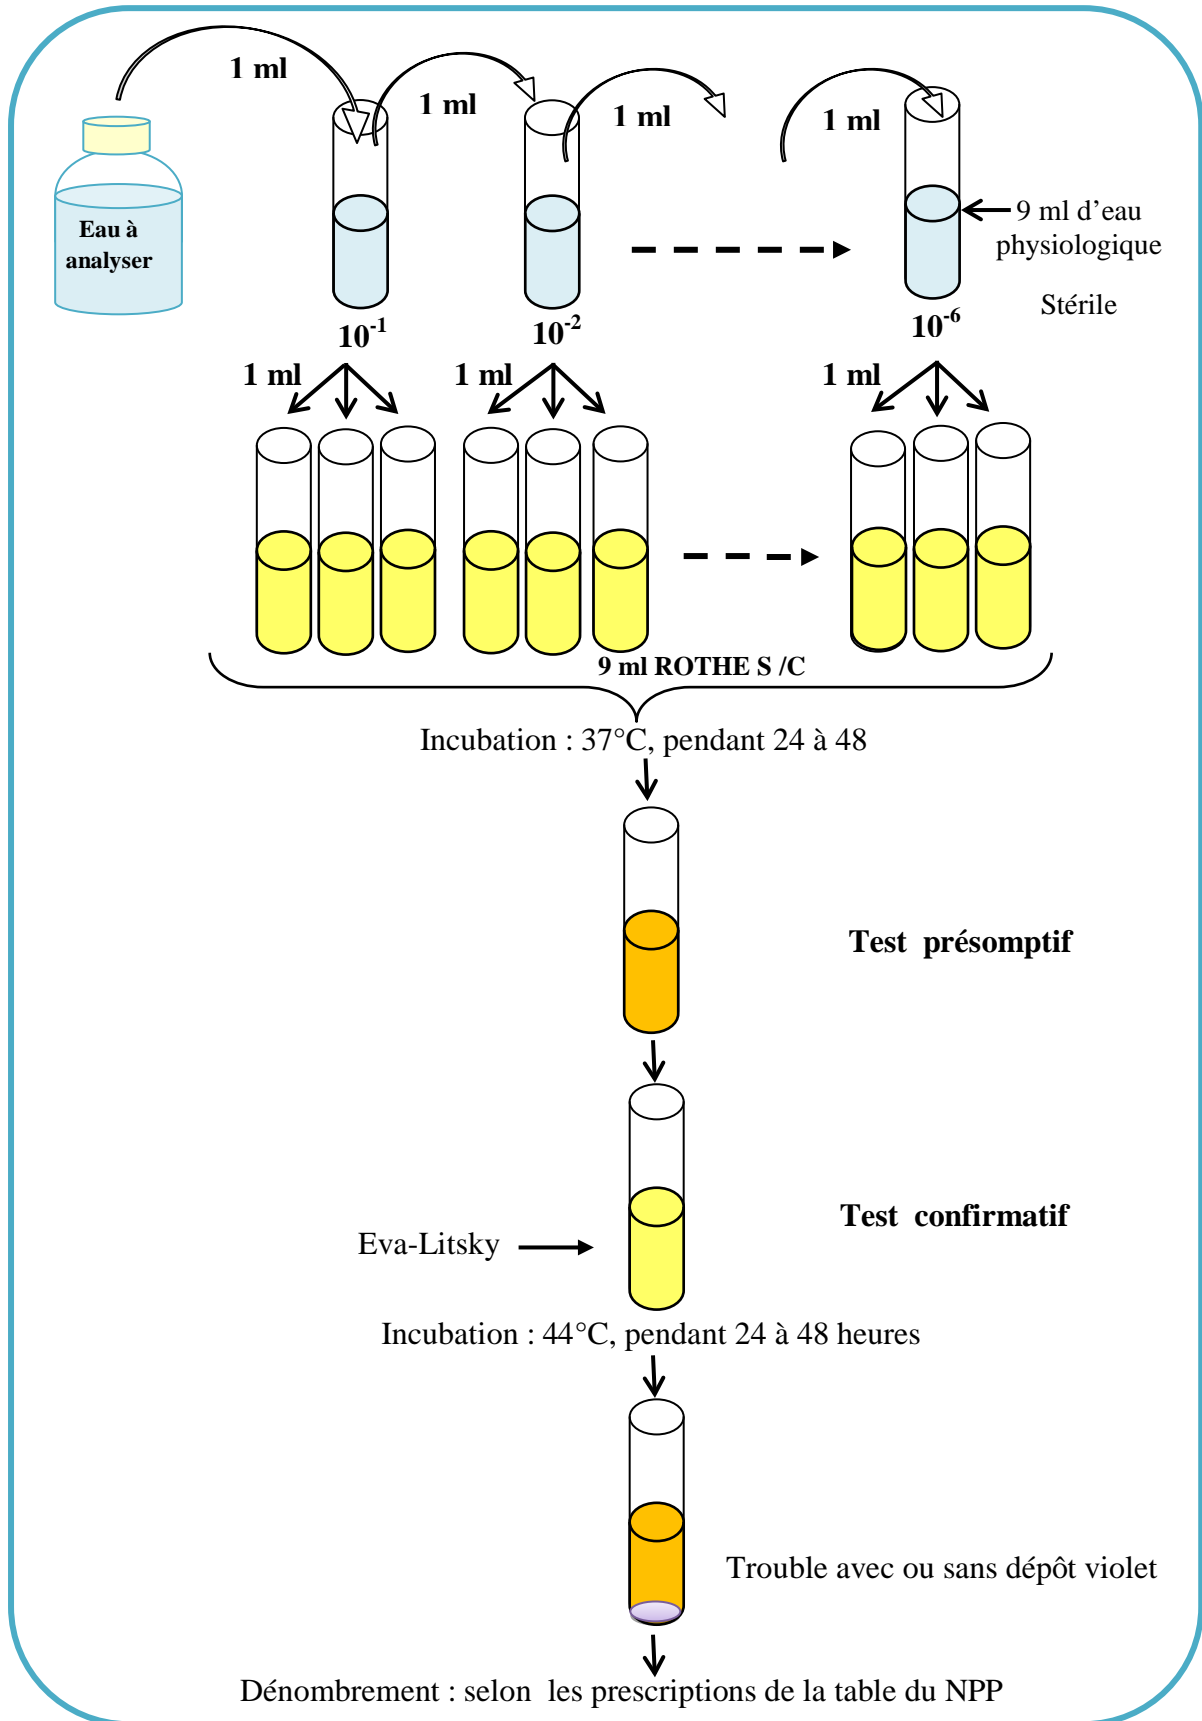 1 ml
1 ml
1 ml
1 ml
Eau à
analyser
9 ml d’eau
physiologique
Stérile
10⁻¹
10⁻²
10⁻⁶
1 ml
1 ml
1 ml
9 ml ROTHE S /C
Incubation : 37°C, pendant 24 à 48
Test présomptif
Test confirmatif
Eva-Litsky
Incubation : 44°C, pendant 24 à 48 heures
Trouble avec ou sans dépôt violet
Dénombrement : selon les prescriptions de la table du NPP